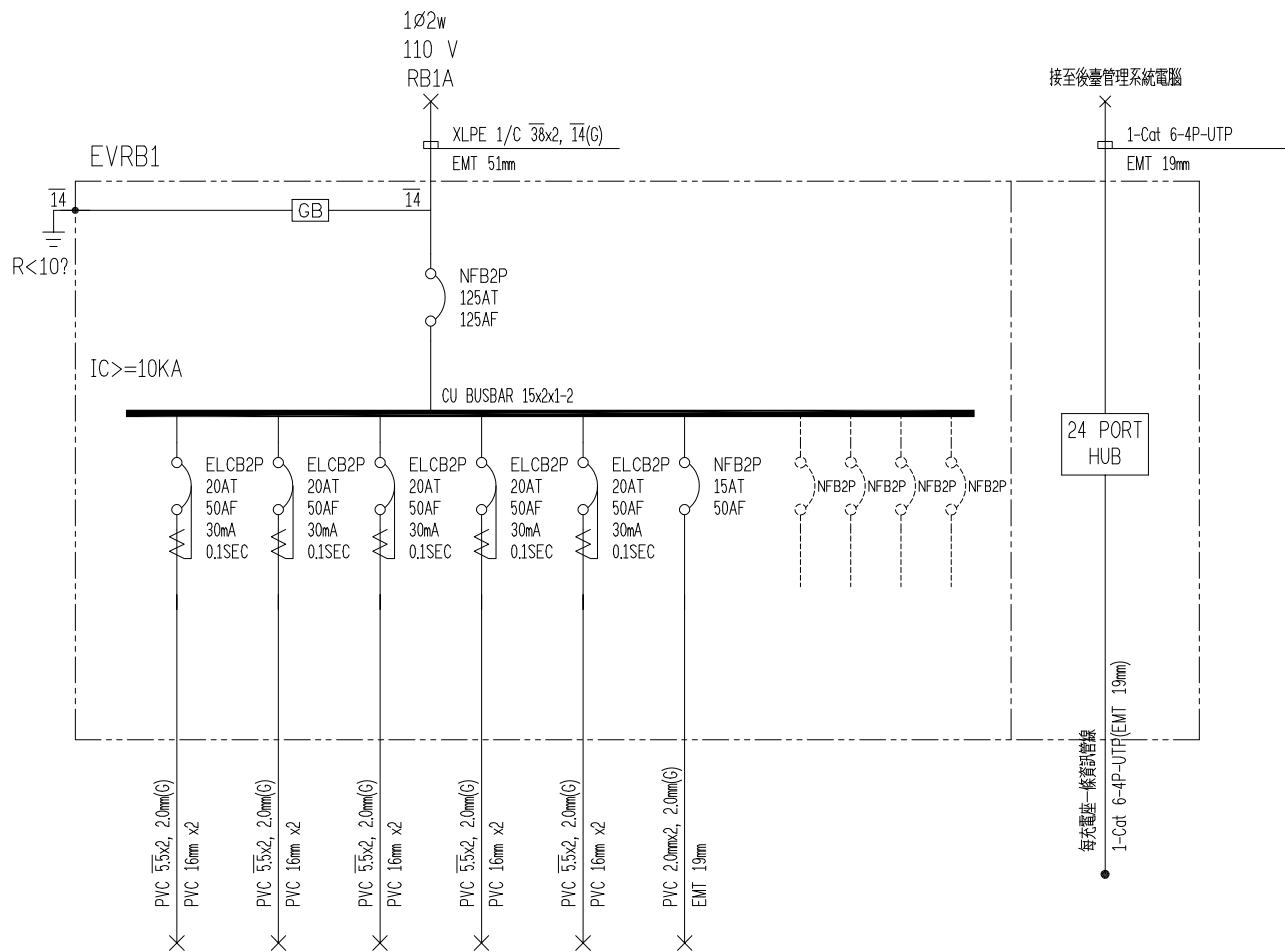 1Ø2w
110 V
RB1A
XLPE 1/C 38x2, 14(G)
EMT 51mm
接至後臺管理系統電腦
1-Cat 6-4P-UTP
EMT 19mm
EVRB1
14
GB
14
R<10?
NFB2P
125AT
125AF
IC>=10KA
CU BUSBAR 15x2x1-2
ELCB2P
20AT
50AF
30mA
0.1SEC
ELCB2P
20AT
50AF
30mA
0.1SEC
ELCB2P
20AT
50AF
30mA
0.1SEC
ELCB2P
20AT
50AF
30mA
0.1SEC
ELCB2P
20AT
50AF
30mA
0.1SEC
NFB2P
15AT
50AF
NFB2P
NFB2P
NFB2P
NFB2P
24 PORT
HUB
PVC 5.5x2, 2.0mm(G)
PVC 16mm x2
PVC 5.5x2, 2.0mm(G)
PVC 16mm x2
PVC 5.5x2, 2.0mm(G)
PVC 16mm x2
PVC 5.5x2, 2.0mm(G)
PVC 16mm x2
PVC 5.5x2, 2.0mm(G)
PVC 16mm x2
PVC 2.0mmx2, 2.0mm(G)
EMT 19mm
每充電座一條資訊管線
1-Cat 6-4P-UTP(EMT 19mm)